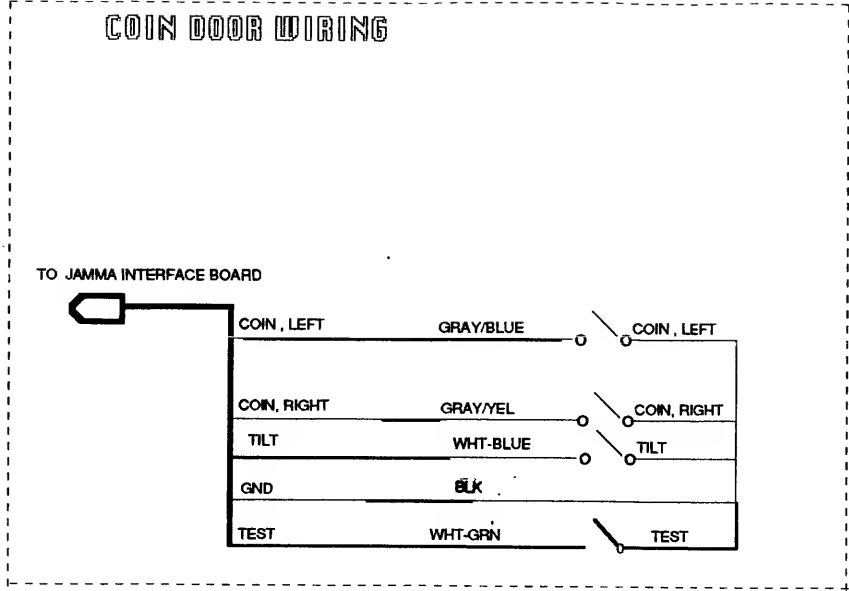 COIN DOOR WIRING
TO JAMMA INTERFACE BOARD
COIN , LEFT GRAY/BLUE COIN , LEFT
COIN, RIGHT GRAY/YEL COIN, RIGHT
TILT WHT-BLUE TILT
GND BLK
TEST WHT-GRN TEST